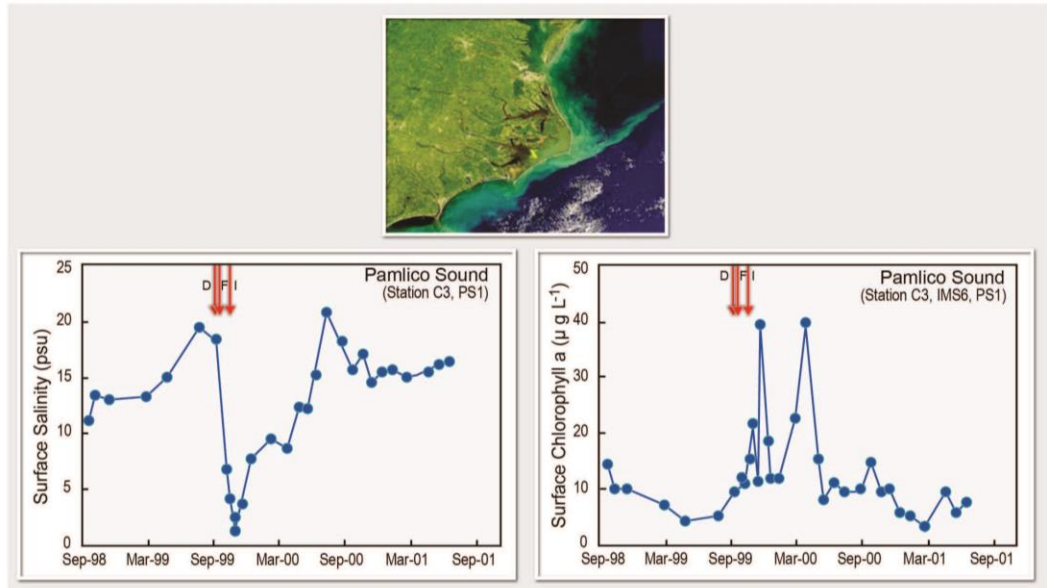 25
20
15
10
5
0
Surface Salinity (psu)
D F I
Pamlico Sound
(Station C3, PS1)
Sep-98 Mar-99 Sep-99 Mar-00 Sep-00 Mar-01 Sep-01
50
40
30
20
10
0
Surface Chlorophyll a (µ g L-1)
D F I
Pamlico Sound
(Station C3, IMS6, PS1)
Sep-98 Mar-99 Sep-99 Mar-00 Sep-00 Mar-01 Sep-01